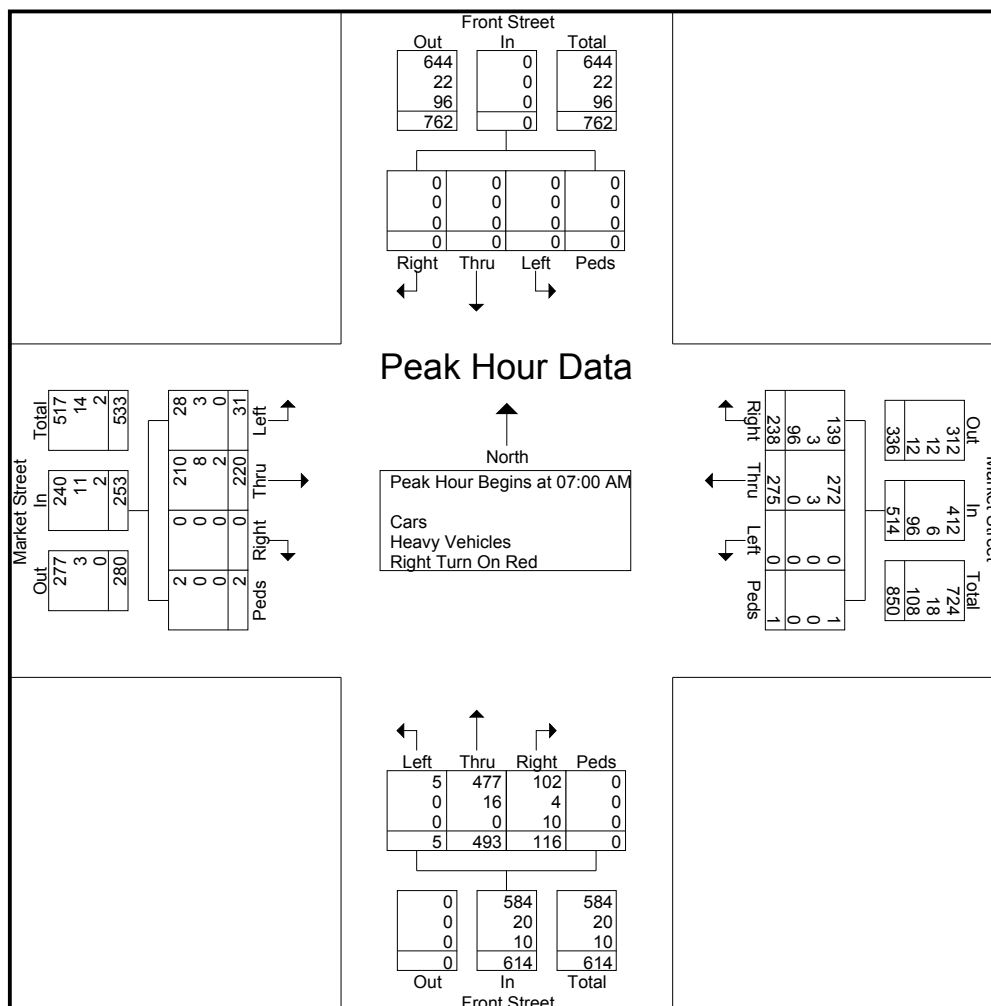 Front Street
Out In Total
644 0 644
22 0 22
96 0 96
762 0 762
0 0 0 0
0 0 0 0
0 0 0 0
0 0 0 0
Right Thru Left Peds
Peak Hour Data
Market Street
Total
517
14
2
533
In
240
11
2
253
Out
277
3
0
280
Left
28
3
0
31
Thru
210
8
2
220
Right
0
0
0
0
Peds
2
0
0
2
North
Peak Hour Begins at 07:00 AM
Cars
Heavy Vehicles
Right Turn On Red
Right
139
3
96
238
Thru
272
3
0
275
Left
0
0
0
0
Peds
1
0
0
1
Market Street
Out
312
12
12
336
In
412
6
96
514
Total
724
18
108
850
Left Thru Right Peds
5 477 102 0
0 16 4 0
0 0 10 0
5 493 116 0
0 584 584
0 20 20
0 10 10
0 614 614
Out In Total
Front Street